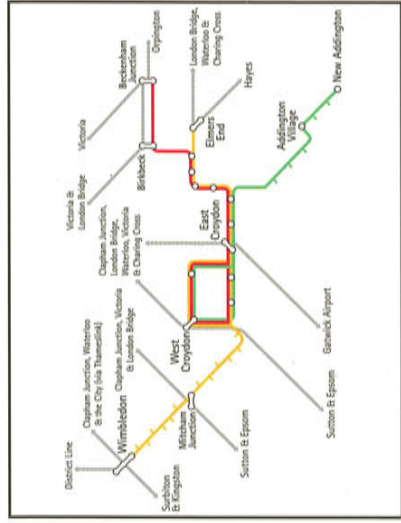 District Line
Clapham Junction, Waterloo
& the City (via Thameslink)
Wimbledon
Surbiton
& Kingston
Clapham Junction, Victoria
& London Bridge
Mitcham
Junction
Sutton & Epsom
West
Croydon
Sutton & Epsom
Clapham Junction,
London Bridge,
Waterloo, Victoria
& Charing Cross
East
Croydon
Gatwick Airport
Victoria &
London Bridge
Birkbeck
Victoria
Beckenham
Junction
Orpington
London Bridge,
Waterloo &
Charing Cross
Elmers
End
Hayes
Addington
Village
New Addington